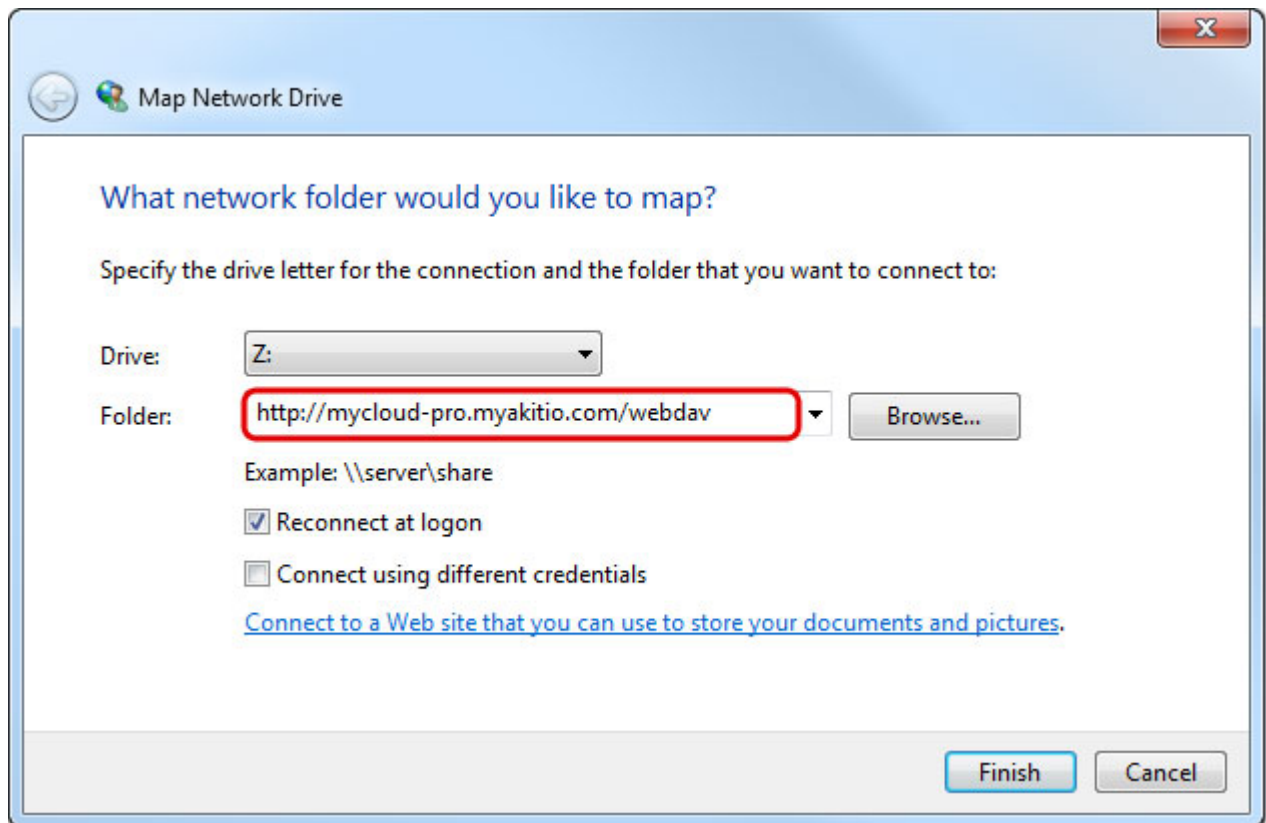 Map Network Drive
What network folder would you like to map?
Specify the drive letter for the connection and the folder that you want to connect to:
Drive: Z:
Folder: http://mycloud-pro.myakitio.com/webdav Browse...
Example: \\server\share
Reconnect at logon
Connect using different credentials
Connect to a Web site that you can use to store your documents and pictures.
Finish Cancel